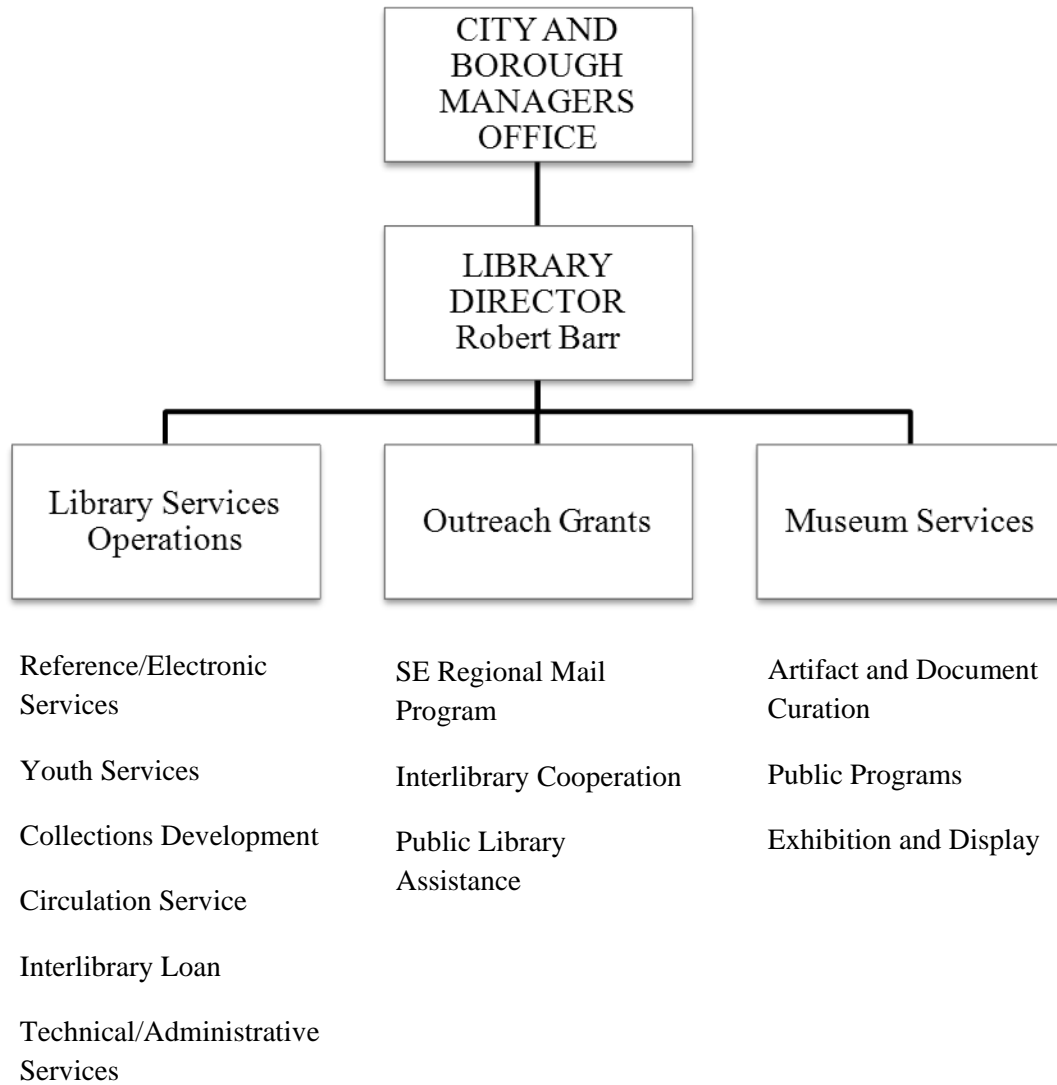 CITY AND
BOROUGH
MANAGERS
OFFICE
LIBRARY
DIRECTOR
Robert Barr
Library Services
Operations
Outreach Grants
Museum Services
Reference/Electronic
Services
Youth Services
Collections Development
Circulation Service
Interlibrary Loan
Technical/Administrative
Services
SE Regional Mail
Program
Interlibrary Cooperation
Public Library
Assistance
Artifact and Document
Curation
Public Programs
Exhibition and Display